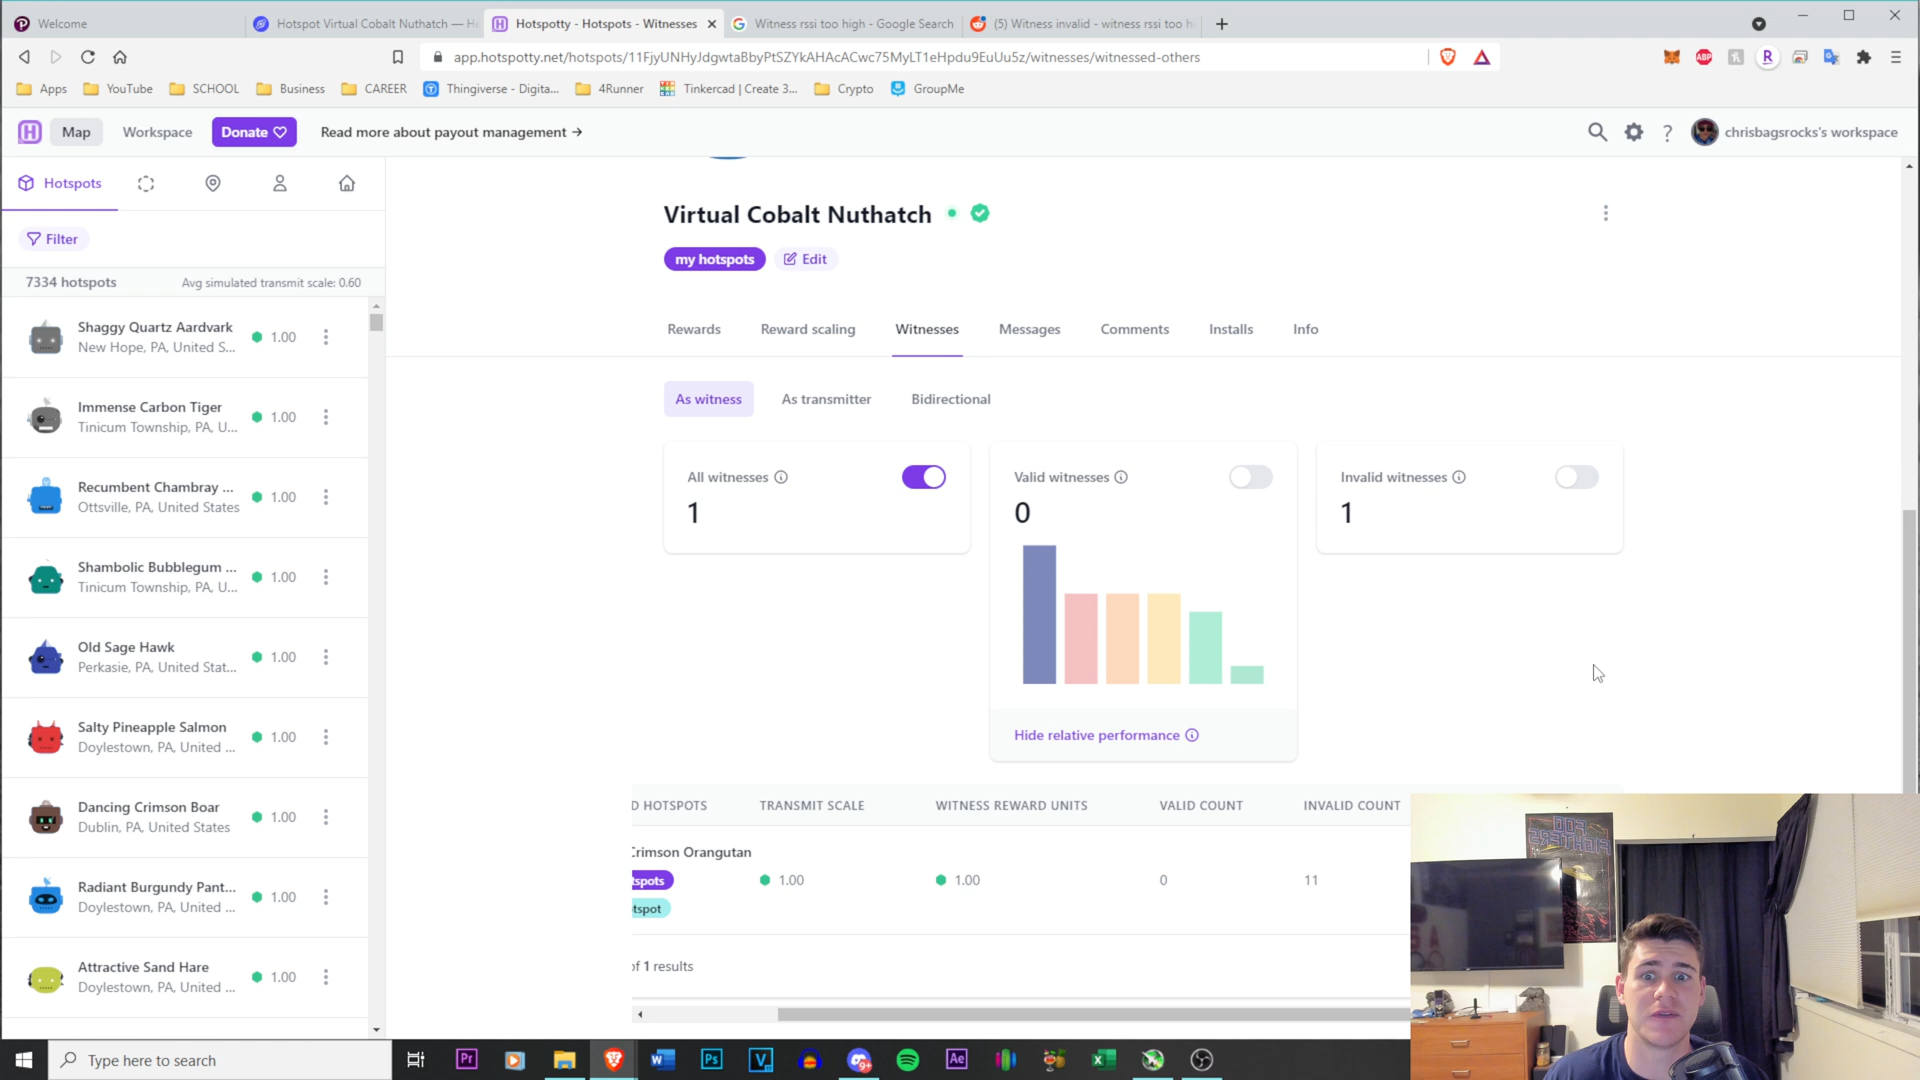 Welcome
Hotspot Virtual Cobalt Nuthatch — He
Hotspotty - Hotspots - Witnesses
Witness rssi too high - Google Search
(5) Witness invalid - witness rssi too h
app.hotspotty.net/hotspots/11FjyUNHyJdgwtaBbyPtSZYkAHAcACwc75MyLT1eHpdu9EuUu5z/witnesses/witnessed-others
Apps
YouTube
SCHOOL
Business
CAREER
Thingiverse - Digita...
4Runner
Tinkercad | Create 3...
Crypto
GroupMe
Map
Workspace
Donate
Read more about payout management →
chrisbagsrocks's workspace
Hotspots
Filter
7334 hotspots
Avg simulated transmit scale: 0.60
Shaggy Quartz Aardvark
1.00
New Hope, PA, United S...
Immense Carbon Tiger
1.00
Tinicum Township, PA, U...
Recumbent Chambray ...
1.00
Ottsville, PA, United States
Shambolic Bubblegum ...
1.00
Tinicum Township, PA, U...
Old Sage Hawk
1.00
Perkasie, PA, United Stat...
Salty Pineapple Salmon
1.00
Doylestown, PA, United ...
Dancing Crimson Boar
1.00
Dublin, PA, United States
Radiant Burgundy Pant...
1.00
Doylestown, PA, United ...
Attractive Sand Hare
1.00
Doylestown, PA, United ...
Virtual Cobalt Nuthatch
my hotspots
Edit
Rewards
Reward scaling
Witnesses
Messages
Comments
Installs
Info
As witness
As transmitter
Bidirectional
All witnesses
1
Valid witnesses
0
Invalid witnesses
1
Hide relative performance
D HOTSPOTS
TRANSMIT SCALE
WITNESS REWARD UNITS
VALID COUNT
INVALID COUNT
Crimson Orangutan
tspots
tspot
1.00
1.00
0
11
of 1 results
FOO
FIGHTERS
Type here to search